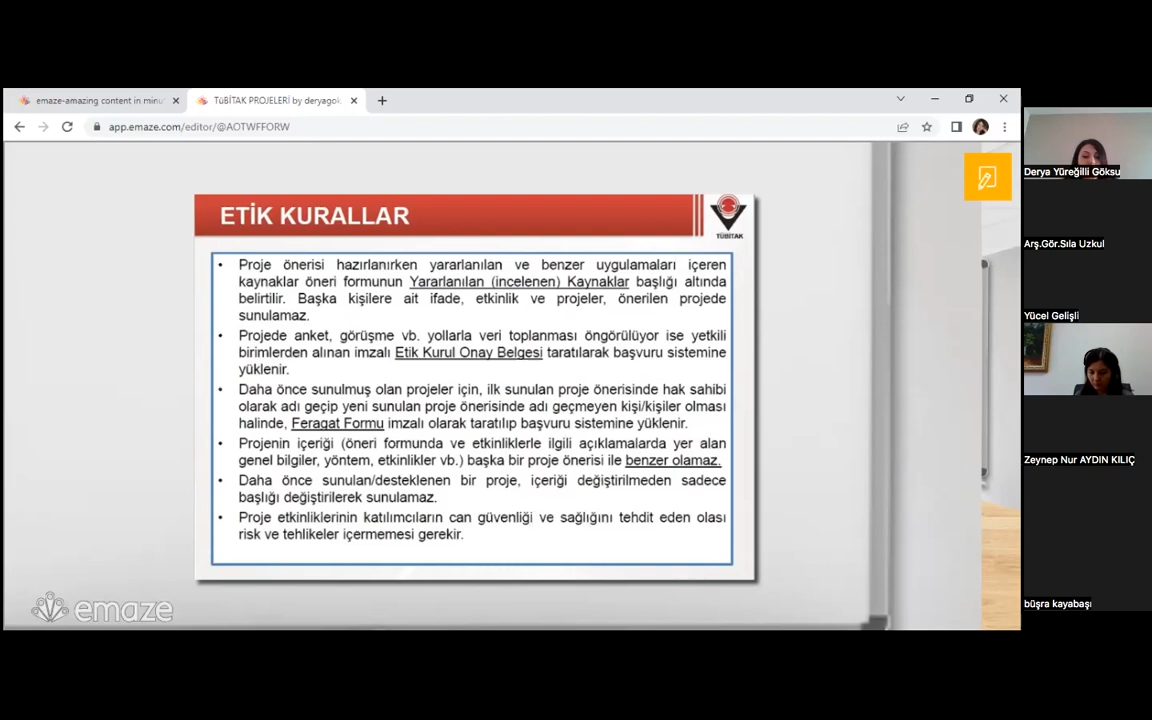 emaze-amazing content in minu
TüBİTAK PROJELERİ by deryagok
app.emaze.com/editor/@AOTWFFORW
ETİK KURALLAR
TÜBİTAK
• Proje önerisi hazırlanırken yararlanılan ve benzer uygulamaları içeren
kaynaklar öneri formunun Yararlanılan (incelenen) Kaynaklar başlığı altında
belirtilir. Başka kişilere ait ifade, etkinlik ve projeler, önerilen projede
sunulamaz.
• Projede anket, görüşme vb. yollarla veri toplanması öngörülüyor ise yetkili
birimlerden alınan imzalı Etik Kurul Onay Belgesi taratılarak başvuru sistemine
yüklenir.
• Daha önce sunulmuş olan projeler için, ilk sunulan proje önerisinde hak sahibi
olarak adı geçip yeni sunulan proje önerisinde adı geçmeyen kişi/kişiler olması
halinde, Feragat Formu imzalı olarak taratılıp başvuru sistemine yüklenir.
• Projenin içeriği (öneri formunda ve etkinliklerle ilgili açıklamalarda yer alan
genel bilgiler, yöntem, etkinlikler vb.) başka bir proje önerisi ile benzer olamaz.
• Daha önce sunulan/desteklenen bir proje, içeriği değiştirilmeden sadece
başlığı değiştirilerek sunulamaz.
• Proje etkinliklerinin katılımcıların can güvenliği ve sağlığını tehdit eden olası
risk ve tehlikeler içermemesi gerekir.
emaze
Derya Yüreğilli Göksu
Arş.Gör.Sıla Uzkul
Yücel Gelişli
Zeynep Nur AYDIN KILIÇ
büşra kayabaşı